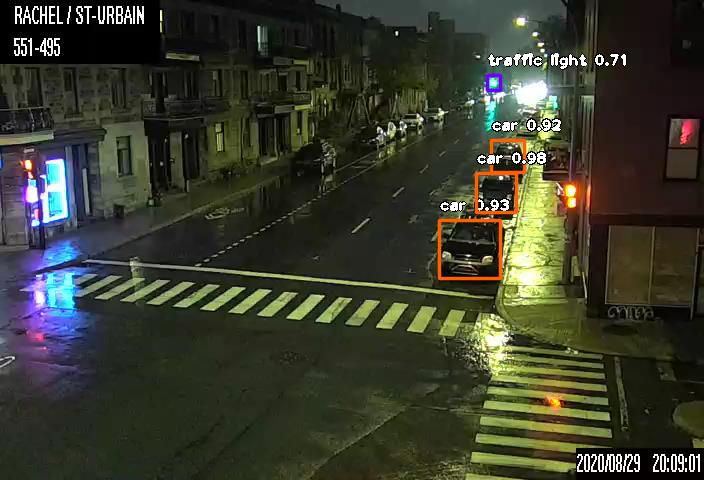 RACHEL / ST-URBAIN
551-495
traffic light 0.71
car 0.92
car 0.98
car 0.93
2020/08/29 20:09:01